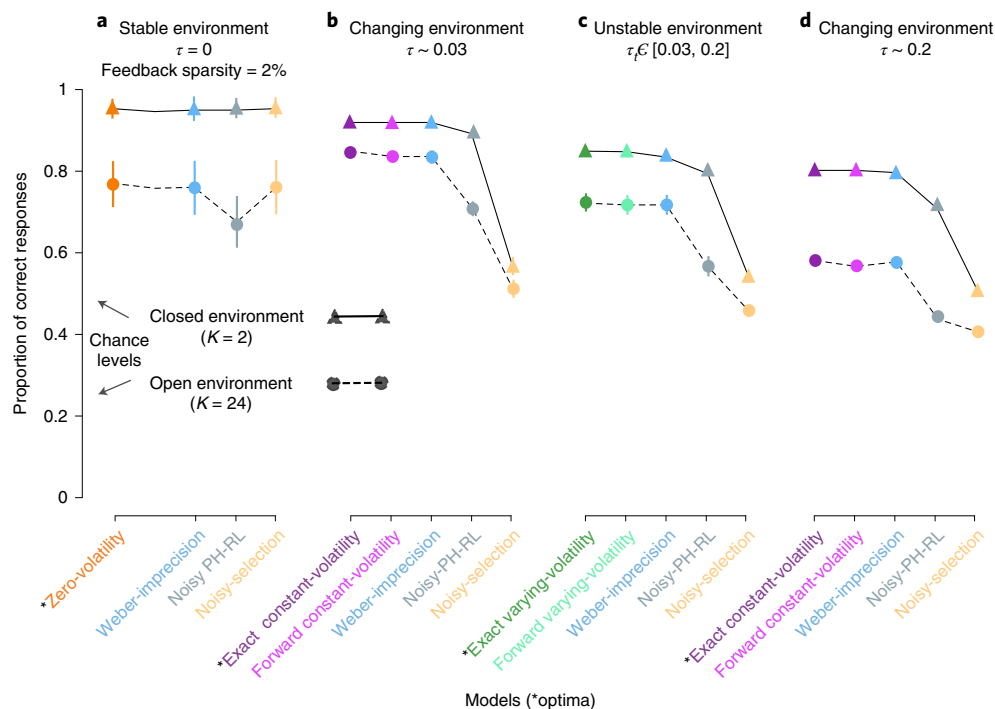 a
Stable environment
τ = 0
Feedback sparsity = 2%
b
Changing environment
τ ~ 0.03
c
Unstable environment
τtЄ [0.03, 0.2]
d
Changing environment
τ ~ 0.2
Proportion of correct responses
1
0.8
0.6
0.4
0.2
0
Closed environment
(K = 2)
Chance
levels
Open environment
(K = 24)
*Zero-volatility
Weber-imprecision
Noisy-PH-RL
Noisy-selection
*Exact constant-volatility
Forward constant-volatility
Weber-imprecision
Noisy-PH-RL
Noisy-selection
*Exact varying-volatility
Forward varying-volatility
Weber-imprecision
Noisy-PH-RL
Noisy-selection
*Exact constant-volatility
Forward constant-volatility
Weber-imprecision
Noisy-PH-RL
Noisy-selection
Models (*optima)